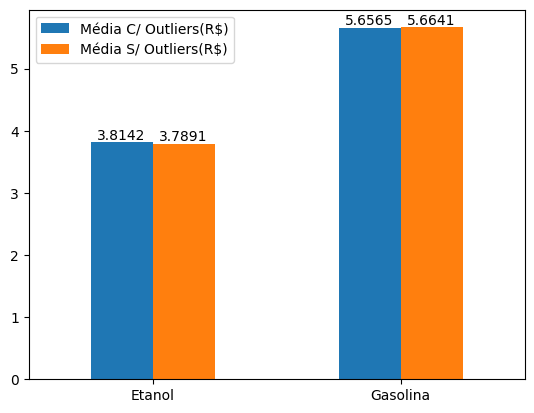 Média C/ Outliers(R$)
Média S/ Outliers(R$)
5.6565 5.6641
3.8142 3.7891
5
4
3
2
1
0
Etanol Gasolina